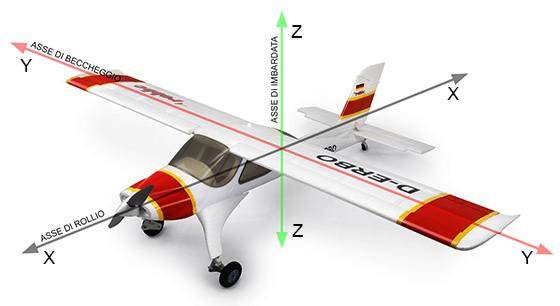 ASSE DI BECCHEGGIO
Y
ASSE DI IMBARDATA
Z
X
D-ERBO
ASSE DI ROLLIO
X
Z
Y